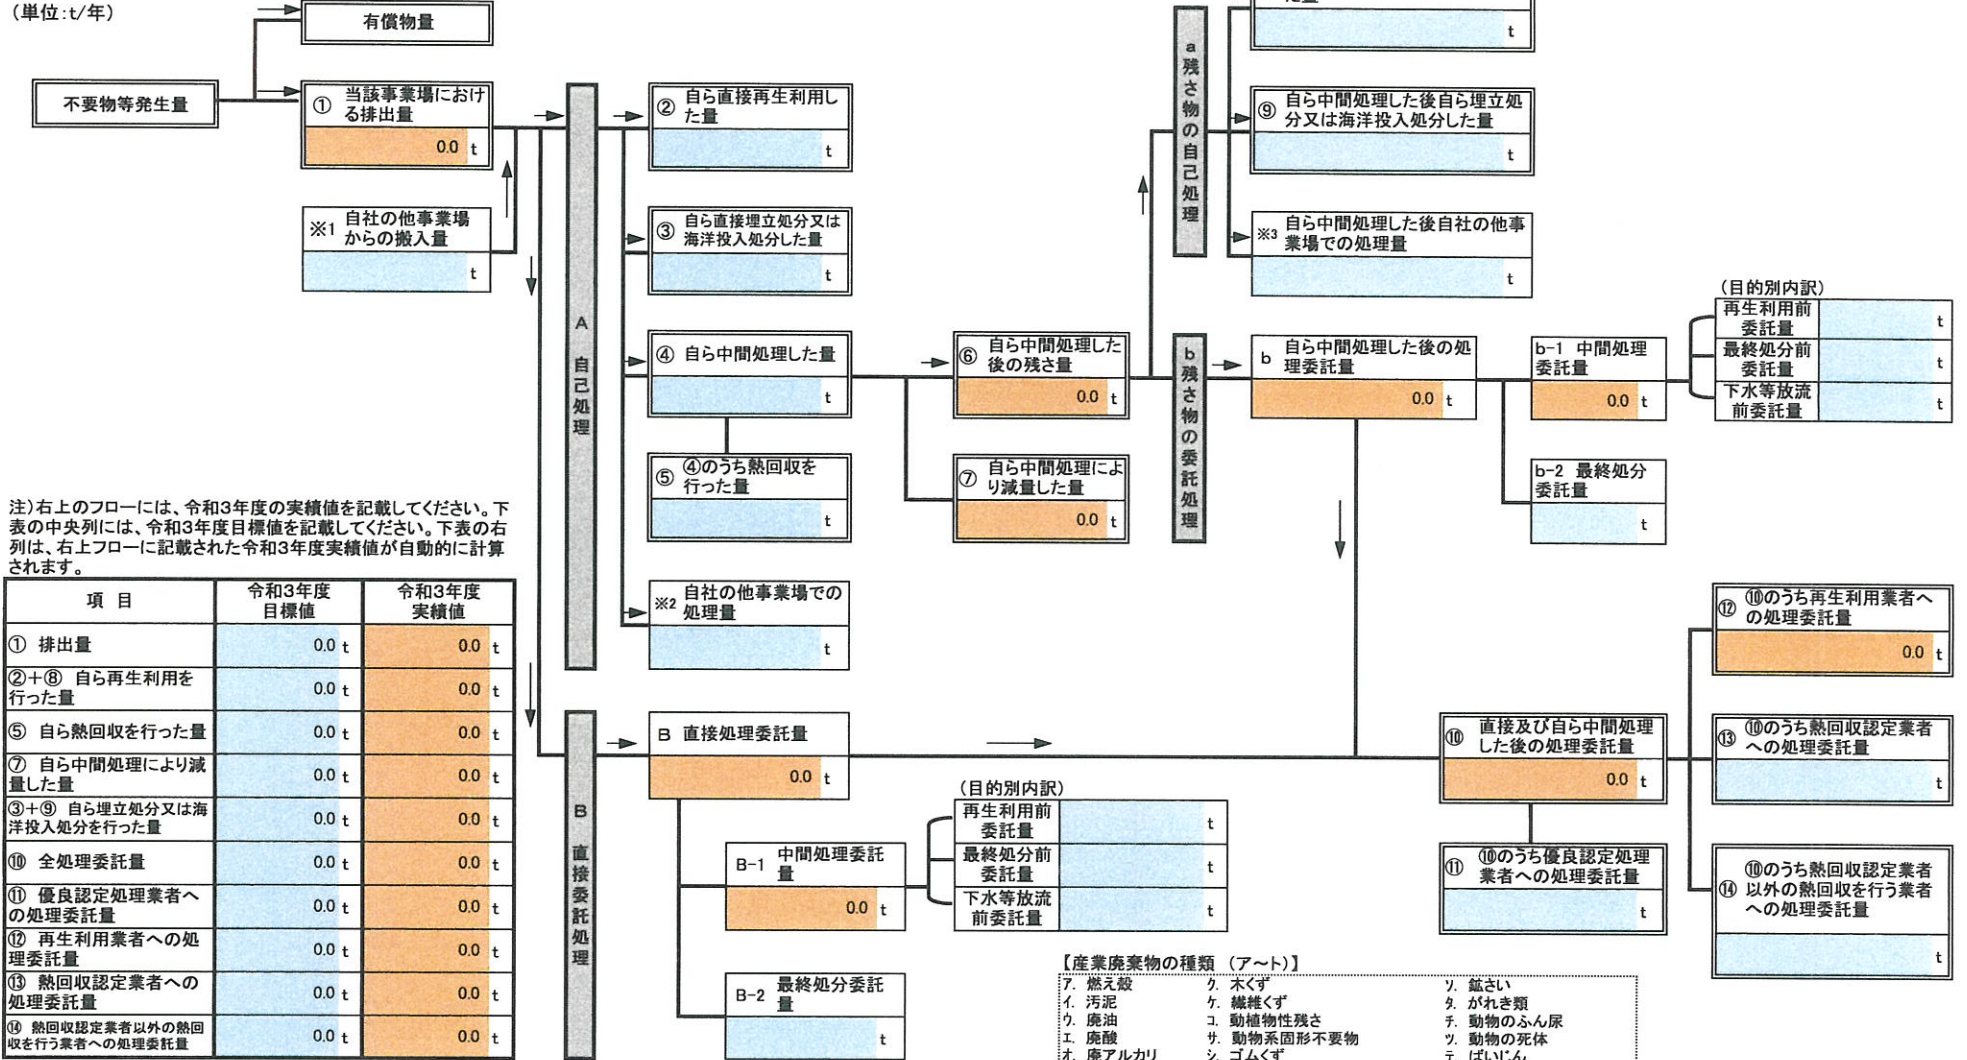 (単位:t/年)
有償物量
不要物等発生量
① 当該事業場におけ
る排出量
0.0 t
※1 自社の他事業場
からの搬入量
t
A 自己処理
② 自ら直接再生利用し
た量
t
③ 自ら直接埋立処分又は
海洋投入処分した量
t
④ 自ら中間処理した量
t
⑤ ④のうち熱回収を
行った量
t
※2 自社の他事業場での
処理量
t
⑥ 自ら中間処理した
後の残さ量
0.0 t
⑦ 自ら中間処理によ
り減量した量
0.0 t
a残さ物の自己処理
t
⑨ 自ら中間処理した後自ら埋立処
分又は海洋投入処分した量
t
※3 自ら中間処理した後自社の他事
業場での処理量
t
b残さ物の委託処理
b 自ら中間処理した後の処
理委託量
0.0 t
b-1 中間処理
委託量
0.0 t
b-2 最終処分
委託量
t
(目的別内訳)
再生利用前
委託量
t
最終処分前
委託量
t
下水等放流
前委託量
t
注)右上のフローには、令和3年度の実績値を記載してください。下
表の中央列には、令和3年度目標値を記載してください。下表の右
列は、右上フローに記載された令和3年度実績値が自動的に計算
されます。
項 目 令和3年度 目標値 令和3年度 実績値
① 排出量 0.0 t 0.0 t
②+⑧ 自ら再生利用を
行った量 0.0 t 0.0 t
⑤ 自ら熱回収を行った量 0.0 t 0.0 t
⑦ 自ら中間処理により減
量した量 0.0 t 0.0 t
③+⑨ 自ら埋立処分又は海
洋投入処分を行った量 0.0 t 0.0 t
⑩ 全処理委託量 0.0 t 0.0 t
⑪ 優良認定処理業者へ
の処理委託量 0.0 t 0.0 t
⑫ 再生利用業者への処
理委託量 0.0 t 0.0 t
⑬ 熱回収認定業者への
処理委託量 0.0 t 0.0 t
⑭ 熱回収認定業者以外の熱回
収を行う業者への処理委託量 0.0 t 0.0 t
B 直接委託処理
B 直接処理委託量
0.0 t
B-1 中間処理委託
量
0.0 t
B-2 最終処分委託
量
t
(目的別内訳)
再生利用前
委託量
t
最終処分前
委託量
t
下水等放流
前委託量
t
⑩ 直接及び自ら中間処理
した後の処理委託量
0.0 t
⑪ ⑩のうち優良認定処理
業者への処理委託量
t
⑫ ⑩のうち再生利用業者へ
の処理委託量
0.0 t
⑬ ⑩のうち熱回収認定業者
への処理委託量
t
⑭ ⑩のうち熱回収認定業者
以外の熱回収を行う業者
への処理委託量
t
【産業廃棄物の種類 (ア~ト)】
ア. 燃え殻 ク. 木くず ソ. 鉱さい
イ. 汚泥 ケ. 繊維くず タ. がれき類
ウ. 廃油 コ. 動植物性残さ チ. 動物のふん尿
エ. 廃酸 サ. 動物系固形不要物 ツ. 動物の死体
オ. 廃アルカリ シ. ゴムくず テ. ばいじん